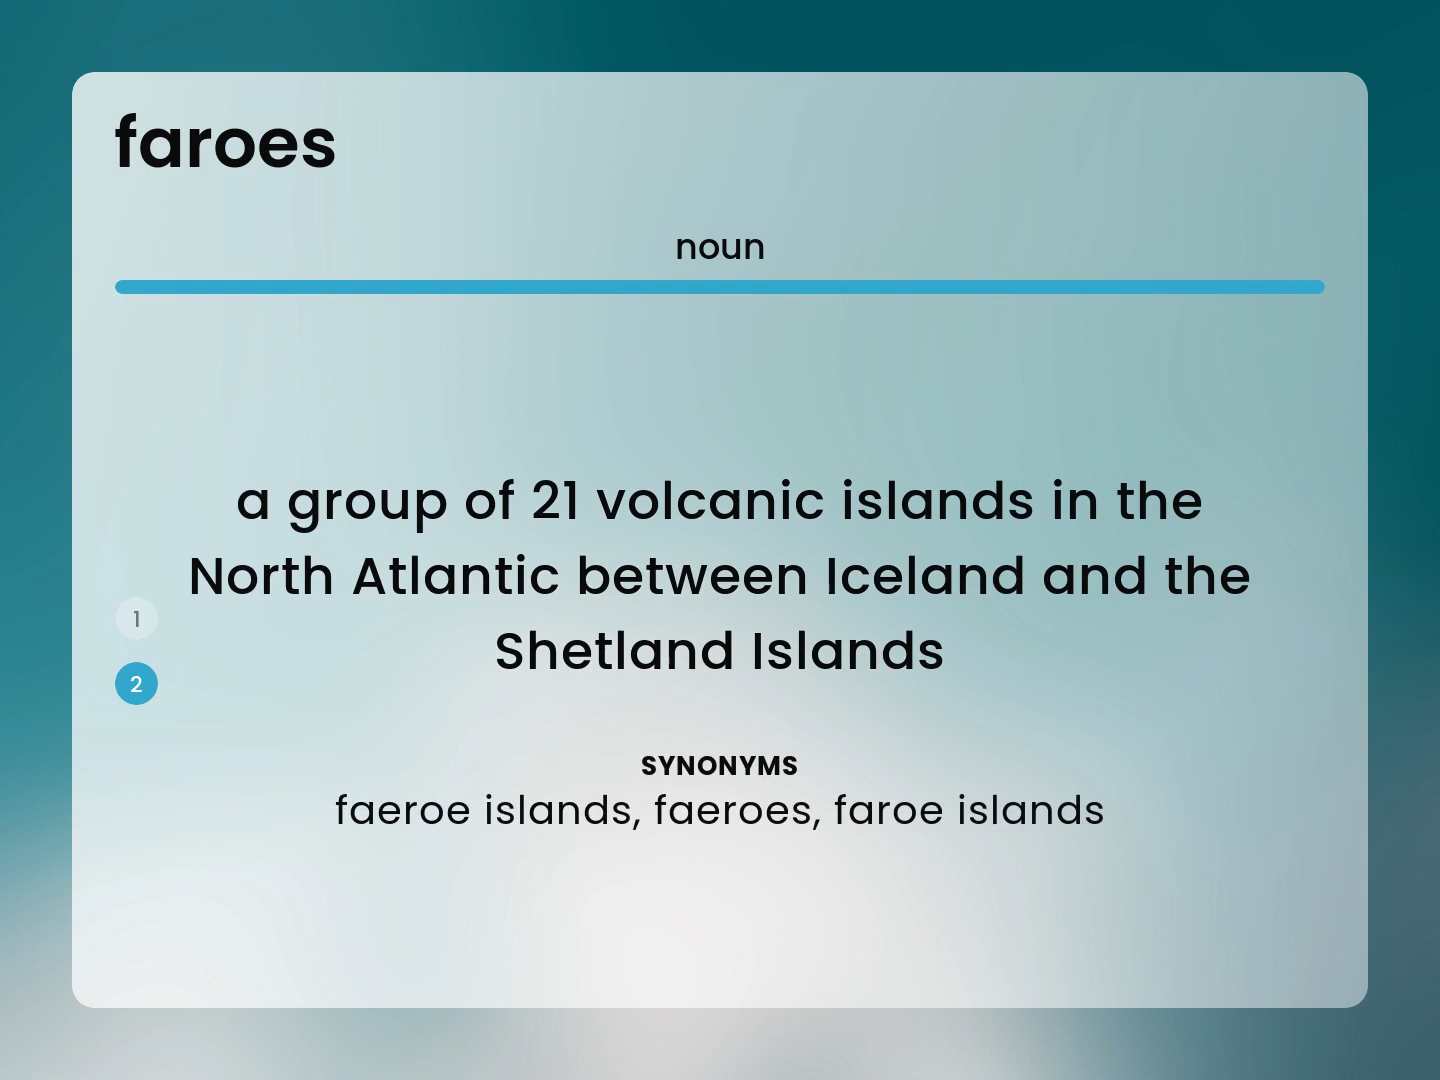 faroes
noun
a group of 21 volcanic islands in the
North Atlantic between Iceland and the
Shetland Islands
1
2
SYNONYMS
faeroe islands, faeroes, faroe islands